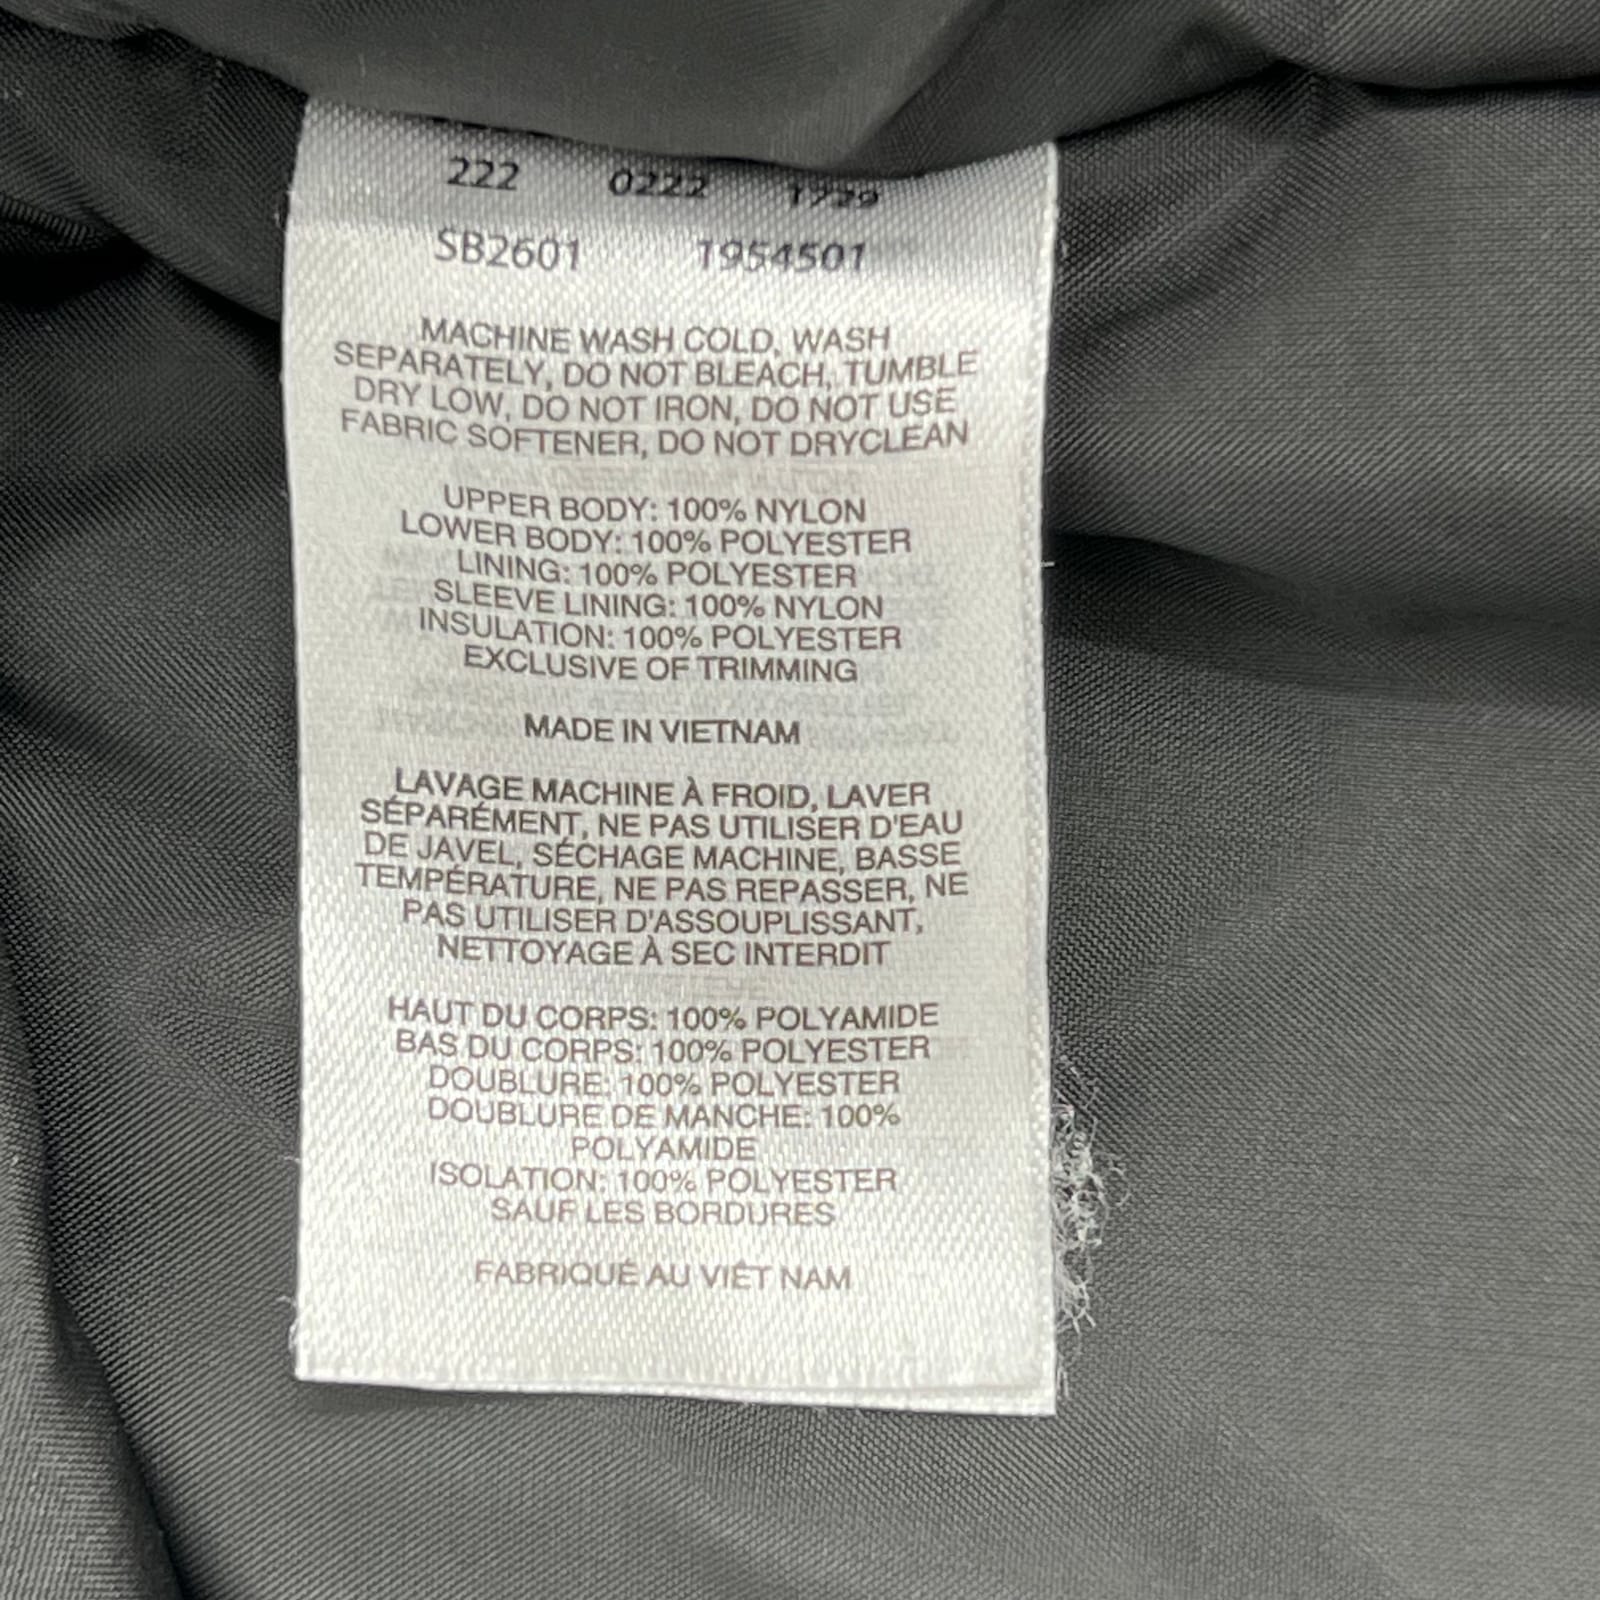 222 0222 1729
SB2601 1954501
MACHINE WASH COLD, WASH
SEPARATELY, DO NOT BLEACH, TUMBLE
DRY LOW, DO NOT IRON, DO NOT USE
FABRIC SOFTENER, DO NOT DRYCLEAN
UPPER BODY: 100% NYLON
LOWER BODY: 100% POLYESTER
LINING: 100% POLYESTER
SLEEVE LINING: 100% NYLON
INSULATION: 100% POLYESTER
EXCLUSIVE OF TRIMMING
MADE IN VIETNAM
LAVAGE MACHINE À FROID, LAVER
SÉPARÉMENT, NE PAS UTILISER D'EAU
DE JAVEL, SÉCHAGE MACHINE, BASSE
TEMPÉRATURE, NE PAS REPASSER, NE
PAS UTILISER D'ASSOUPLISSANT,
NETTOYAGE À SEC INTERDIT
HAUT DU CORPS: 100% POLYAMIDE
BAS DU CORPS: 100% POLYESTER
DOUBLURE: 100% POLYESTER
DOUBLURE DE MANCHE: 100%
POLYAMIDE
ISOLATION: 100% POLYESTER
SAUF LES BORDURES
FABRIQUÉ AU VIÊT NAM